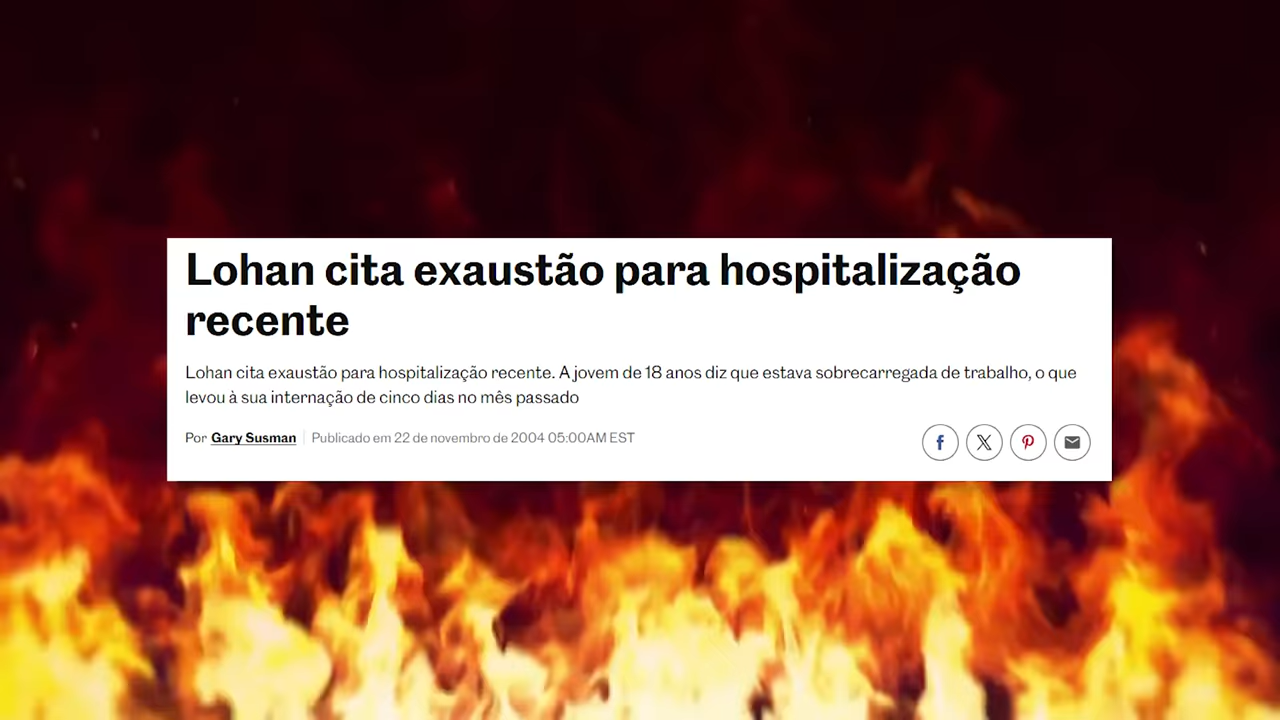 Lohan cita exaustão para hospitalização
recente
Lohan cita exaustão para hospitalização recente. A jovem de 18 anos diz que estava sobrecarregada de trabalho, o que
levou à sua internação de cinco dias no mês passado
Por Gary Susman Publicado em 22 de novembro de 2004 05:00AM EST